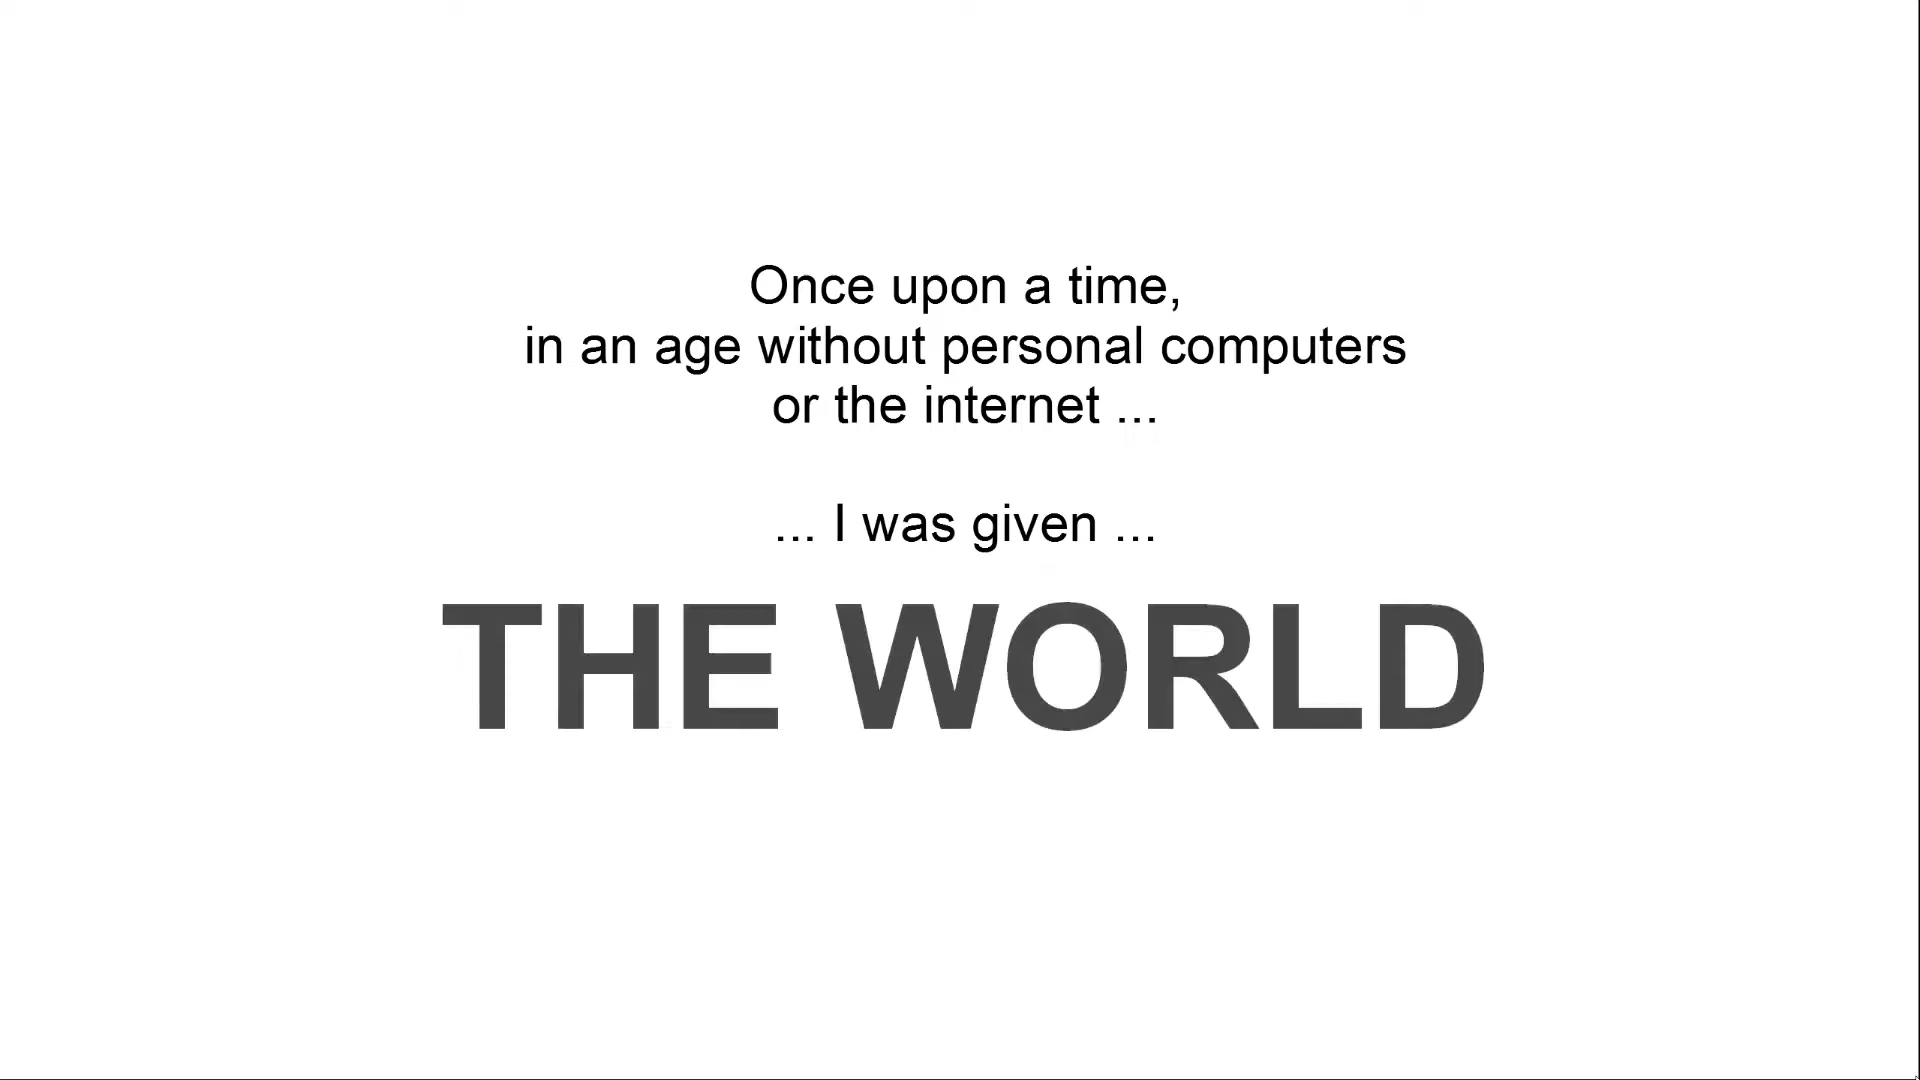 Once upon a time,
in an age without personal computers
or the internet ...
... I was given ...
THE WORLD